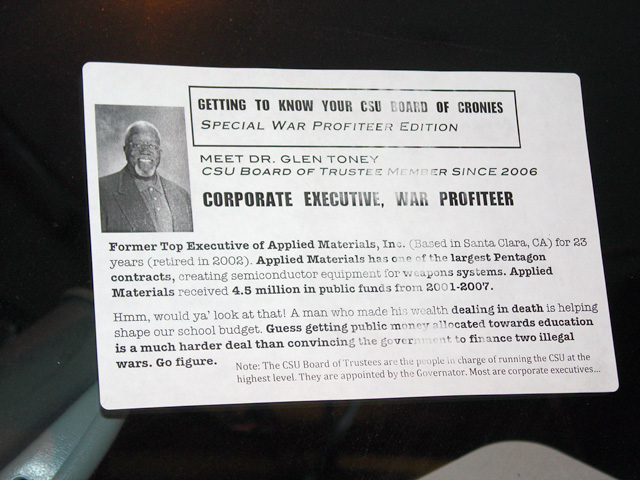 GETTING TO KNOW YOUR CSU BOARD OF CRONIES
SPECIAL WAR PROFITEER EDITION
MEET DR. GLEN TONEY
CSU BOARD OF TRUSTEE MEMBER SINCE 2006
CORPORATE EXECUTIVE, WAR PROFITEER
Former Top Executive of Applied Materials, Inc. (Based in Santa Clara, CA) for 23
years (retired in 2002). Applied Materials has one of the largest Pentagon
contracts, creating semiconductor equipment for weapons systems. Applied
Materials received 4.5 million in public funds from 2001-2007.
Hmm, would ya' look at that! A man who made his wealth dealing in death is helping
shape our school budget. Guess getting public money allocated towards education
is a much harder deal than convincing the government to finance two illegal
wars. Go figure.
Note: The CSU Board of Trustees are the people in charge of running the CSU at the
highest level. They are appointed by the Governor. Most are corporate executives...